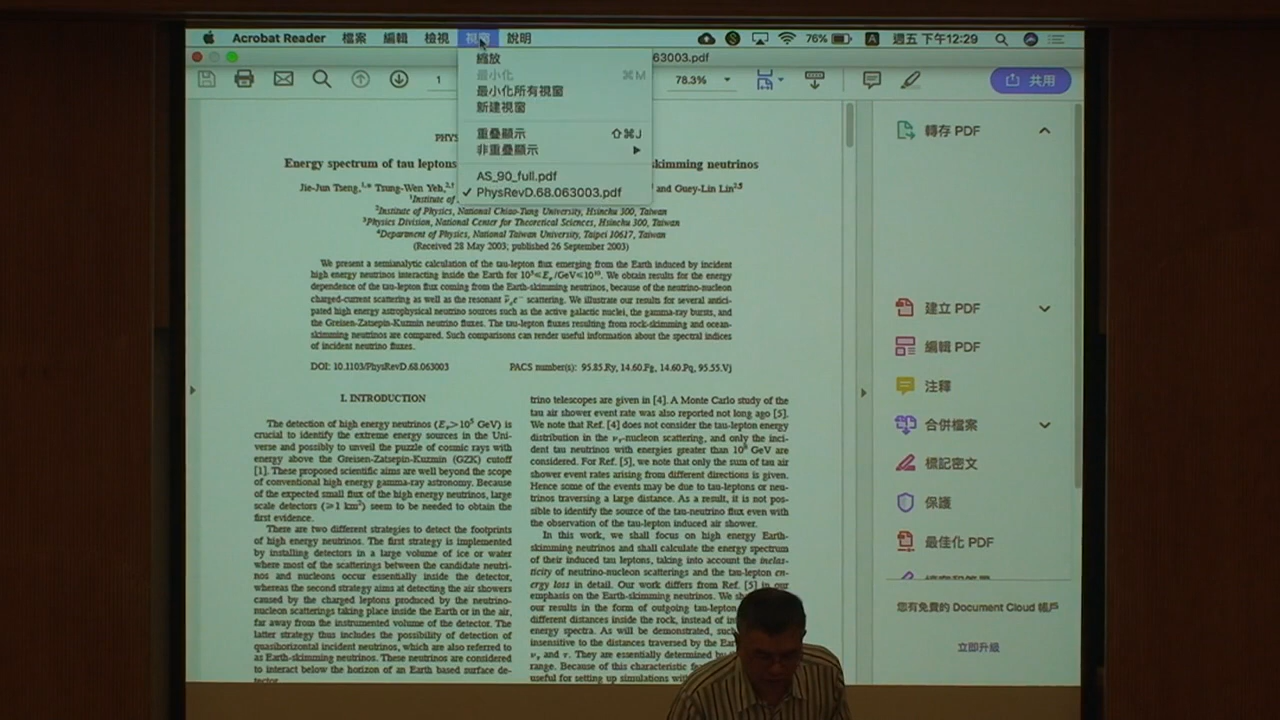 Acrobat Reader 檔案 編輯 檢視 視窗 說明 76% A 週五 下午12:29
63003.pdf
1 78.3% 共用
縮放
最小化 ⌘M
最小化所有視窗
新建視窗
重疊顯示 ⇧⌘J
非重疊顯示 ▶
AS_90_full.pdf
✓ PhysRevD.68.063003.pdf
PHYS
Energy spectrum of tau leptons skimming neutrinos
Jie-Jun Tseng, Tsung-Wen Yeh, and Guey-Lin Lin
Institute of
2Institute of Physics, National Chiao-Tung University, Hsinchu 300, Taiwan
3Physics Division, National Center for Theoretical Sciences, Hsinchu 300, Taiwan
4Department of Physics, National Taiwan University, Taipei 10617, Taiwan
(Received 28 May 2003; published 26 September 2003)
We present a semianalytic calculation of the tau-lepton flux emerging from the Earth induced by incident
high energy neutrinos interacting inside the Earth for 10⁵≤Eν/GeV≤10¹⁰. We obtain results for the energy
dependence of the tau-lepton flux coming from the Earth-skimming neutrinos, because of the neutrino-nucleon
charged-current scattering as well as the resonant ν̄ₑe⁻ scattering. We illustrate our results for several antici-
pated high energy astrophysical neutrino sources such as the active galactic nuclei, the gamma-ray bursts, and
the Greisen-Zatsepin-Kuzmin neutrino fluxes. The tau-lepton fluxes resulting from rock-skimming and ocean-
skimming neutrinos are compared. Such comparisons can render useful information about the spectral indices
of incident neutrino fluxes.
DOI: 10.1103/PhysRevD.68.063003 PACS number(s): 95.85.Ry, 14.60.Fg, 14.60.Pq, 95.55.Vj
I. INTRODUCTION
The detection of high energy neutrinos (Eν>10⁵ GeV) is
crucial to identify the extreme energy sources in the Uni-
verse and possibly to unveil the puzzle of cosmic rays with
energy above the Greisen-Zatsepin-Kuzmin (GZK) cutoff
[1]. These proposed scientific aims are well beyond the scope
of conventional high energy gamma-ray astronomy. Because
of the expected small flux of the high energy neutrinos, large
scale detectors (≥1 km²) seem to be needed to obtain the
first evidence.
There are two different strategies to detect the footprints
of high energy neutrinos. The first strategy is implemented
by installing detectors in a large volume of ice or water
where most of the scatterings between the candidate neutri-
nos and nucleons occur essentially inside the detector,
whereas the second strategy aims at detecting the air showers
caused by the charged leptons produced by the neutrino-
nucleon scatterings taking place inside the Earth or in the air,
far away from the instrumented volume of the detector. The
latter strategy thus includes the possibility of detection of
quasihorizontal incident neutrinos, which are also referred to
as Earth-skimming neutrinos. These neutrinos are considered
to interact below the horizon of an Earth based surface de-
tector.
trino telescopes are given in [4]. A Monte Carlo study of the
tau air shower event rate was also reported not long ago [5].
We note that Ref. [4] does not consider the tau-lepton energy
distribution in the ντ-nucleon scattering, and only the inci-
dent tau neutrinos with energies greater than 10⁸ GeV are
considered. For Ref. [5], we note that only the sum of tau air
shower event rates arising from different directions is given.
Hence some of the events may be due to tau-leptons or neu-
trinos traversing a large distance. As a result, it is not pos-
sible to identify the source of the tau-neutrino flux even with
the observation of the tau-lepton induced air shower.
In this work, we shall focus on high energy Earth-
skimming neutrinos and shall calculate the energy spectrum
of their induced tau leptons, taking into account the inelas-
ticity of neutrino-nucleon scatterings and the tau-lepton en-
ergy loss in detail. Our work differs from Ref. [5] in our
emphasis on the Earth-skimming neutrinos. We sh
our results in the form of outgoing tau-lepton
different distances inside the rock, instead of in
energy spectra. As will be demonstrated, suc
insensitive to the distances traversed by the Ear
ντ and τ. They are essentially determined b
range. Because of this characteristic fe
useful for setting up simulations with
轉存 PDF
建立 PDF
編輯 PDF
注釋
合併檔案
標記密文
保護
最佳化 PDF
您有免費的 Document Cloud 帳戶
立即升級